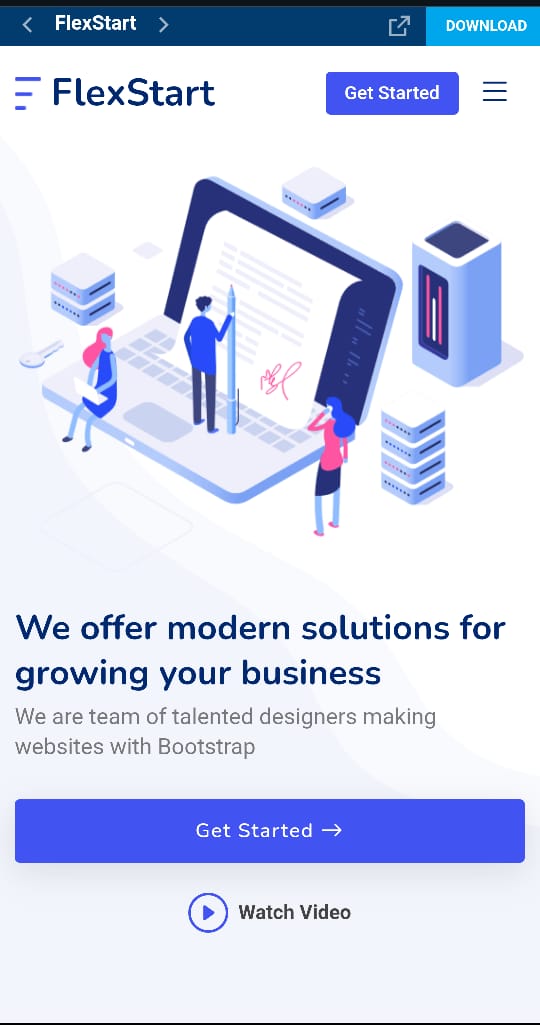 FlexStart
DOWNLOAD
FlexStart
Get Started
We offer modern solutions for
growing your business
We are team of talented designers making
websites with Bootstrap
Get Started →
Watch Video